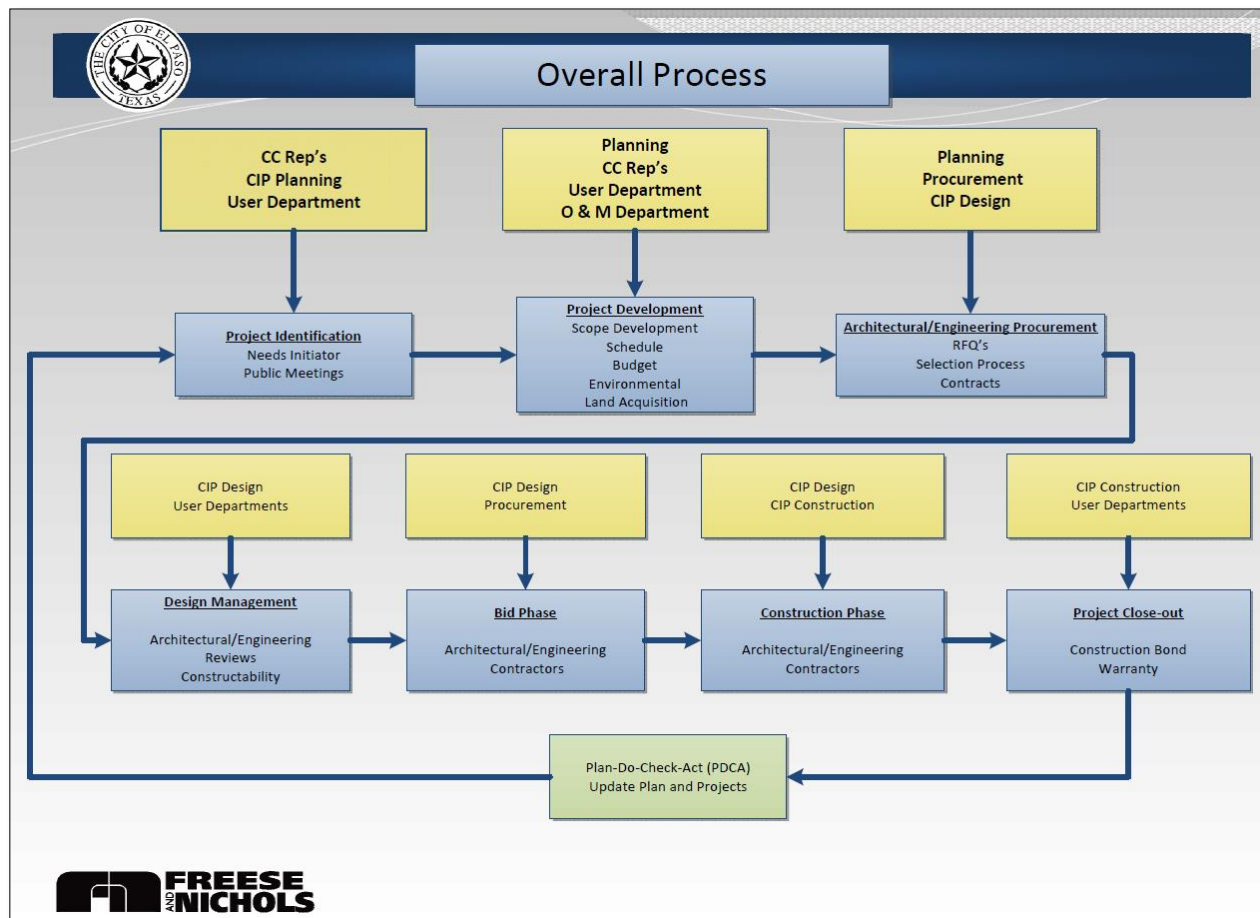 THE CITY OF EL PASO
TEXAS
Overall Process
CC Rep's
CIP Planning
User Department
Planning
CC Rep's
User Department
O & M Department
Planning
Procurement
CIP Design
Project Identification
Needs Initiator
Public Meetings
Project Development
Scope Development
Schedule
Budget
Environmental
Land Acquisition
Architectural/Engineering Procurement
RFQ's
Selection Process
Contracts
CIP Design
User Departments
CIP Design
Procurement
CIP Design
CIP Construction
CIP Construction
User Departments
Design Management
Architectural/Engineering
Reviews
Constructability
Bid Phase
Architectural/Engineering
Contractors
Construction Phase
Architectural/Engineering
Contractors
Project Close-out
Construction Bond
Warranty
Plan-Do-Check-Act (PDCA)
Update Plan and Projects
FREESE
AND NICHOLS